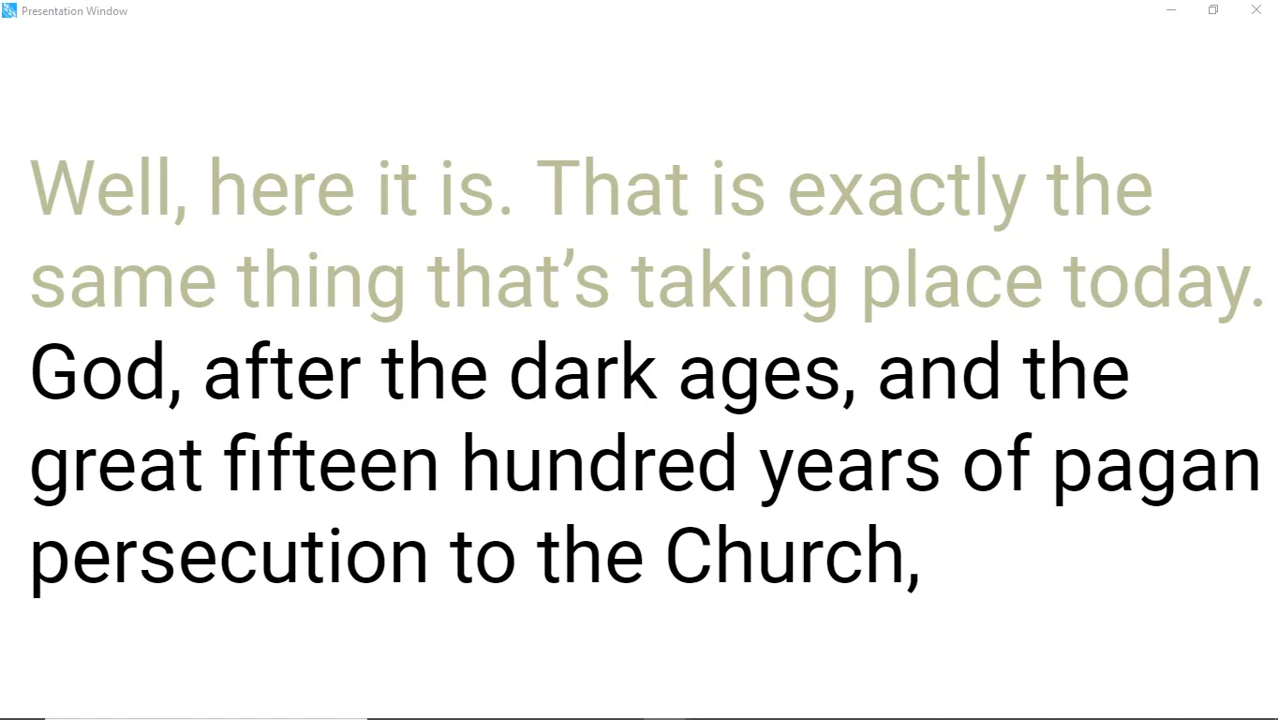 Presentation Window
Well, here it is. That is exactly the
same thing that’s taking place today.
God, after the dark ages, and the
great fifteen hundred years of pagan
persecution to the Church,